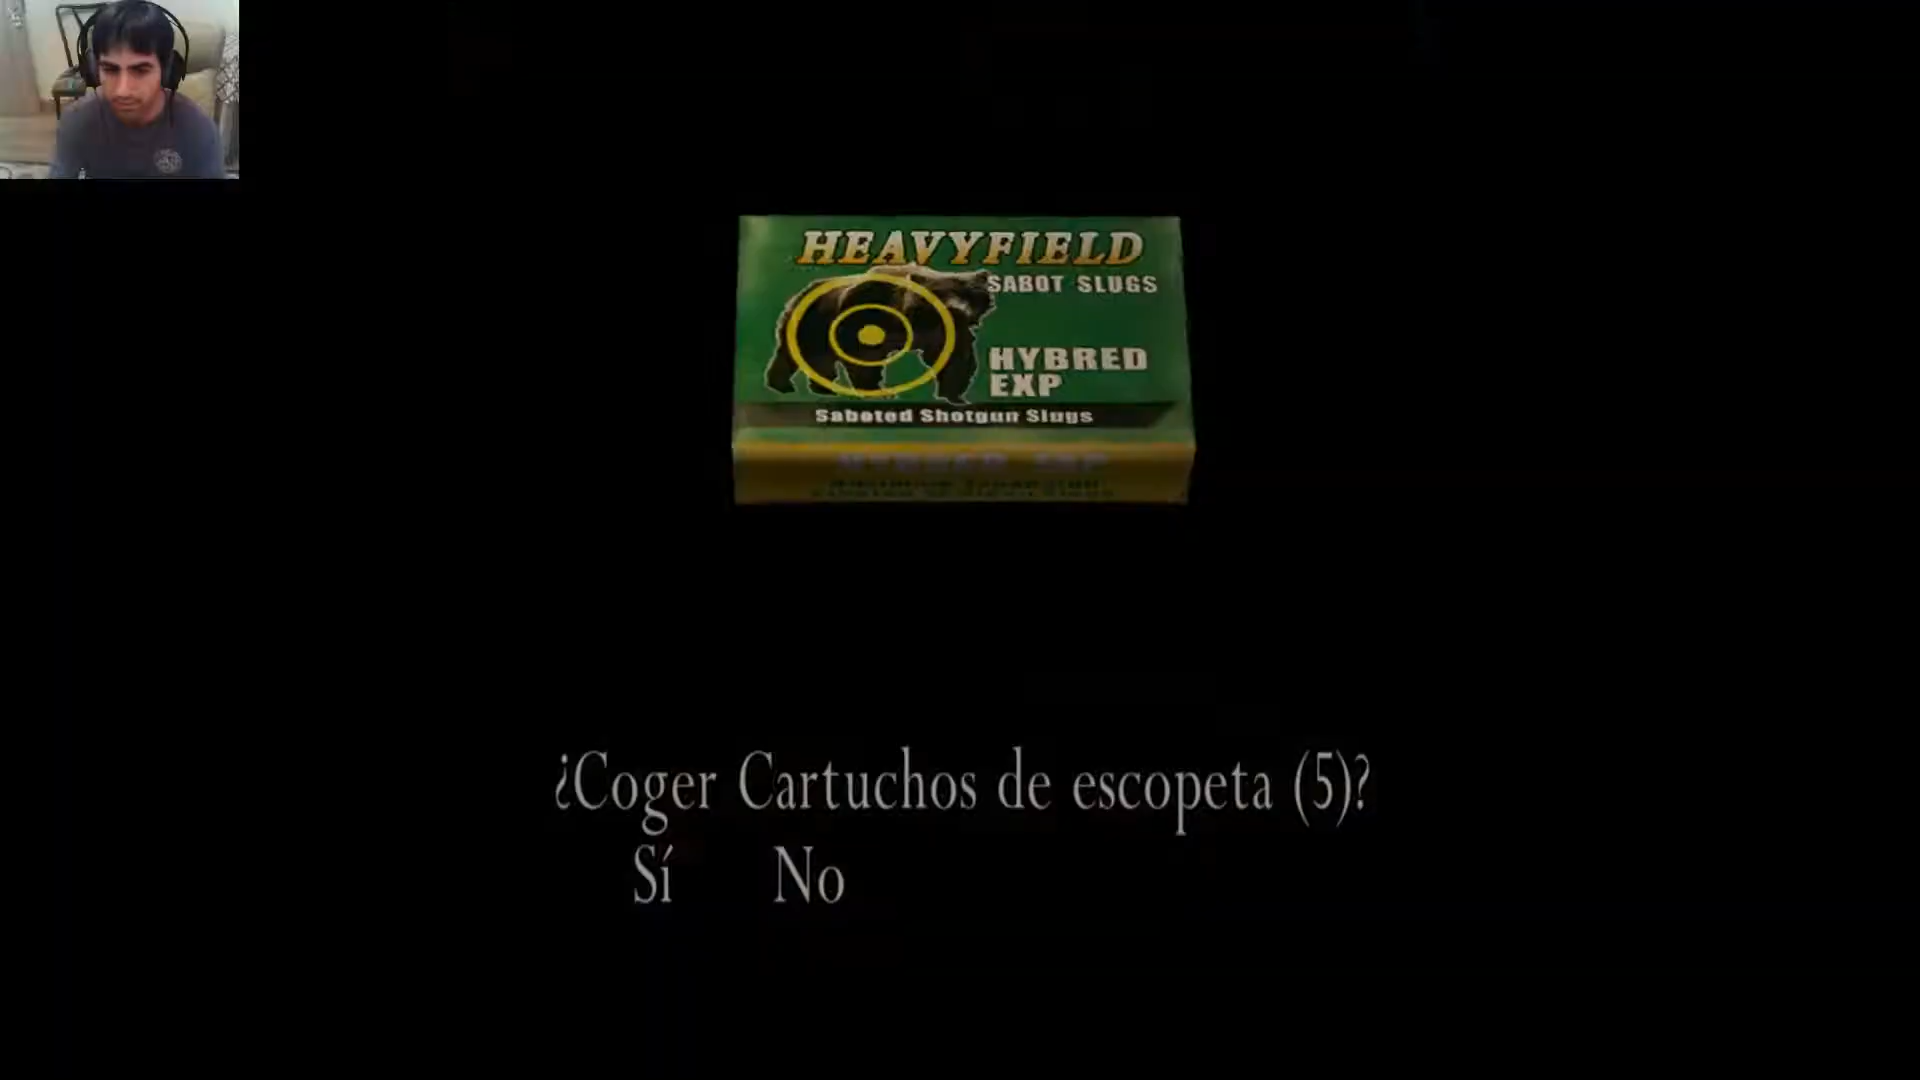 HEAVYFIELD
SABOT SLUGS
HYBRED
EXP
Saboted Shotgun Slugs
¿Coger Cartuchos de escopeta (5)?
Sí No